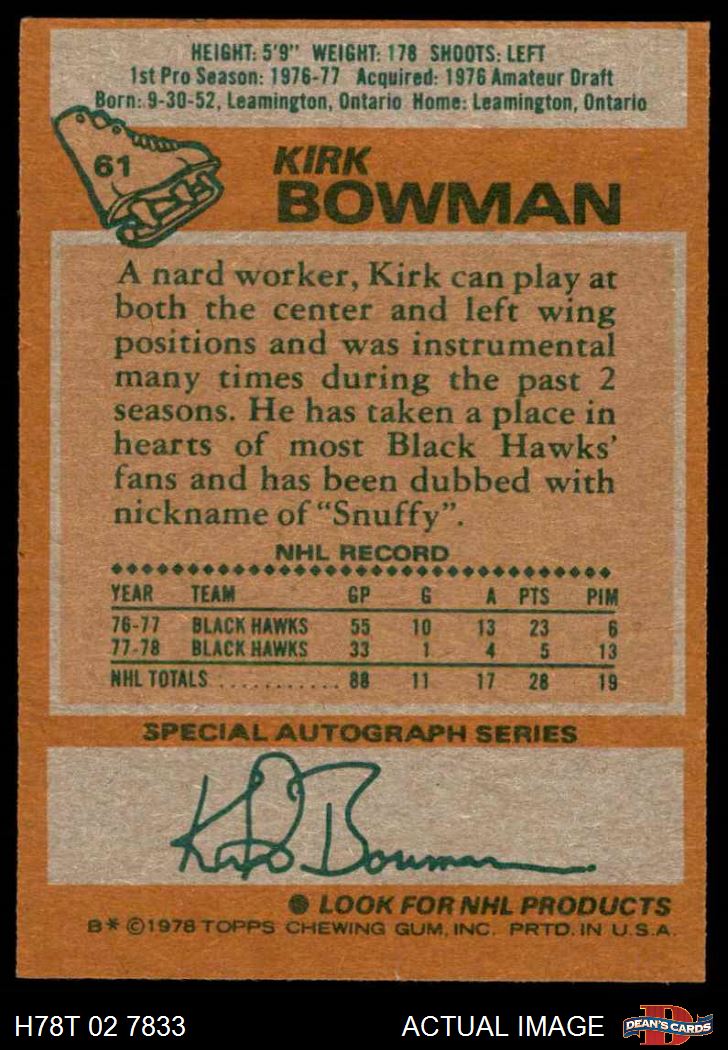 HEIGHT: 5'9" WEIGHT: 178 SHOOTS: LEFT
1st Pro Season: 1976-77 Acquired: 1976 Amateur Draft
Born: 9-30-52, Leamington, Ontario Home: Leamington, Ontario
61
KIRK
BOWMAN
A nard worker, Kirk can play at
both the center and left wing
positions and was instrumental
many times during the past 2
seasons. He has taken a place in
hearts of most Black Hawks'
fans and has been dubbed with
nickname of "Snuffy".
NHL RECORD
YEAR TEAM GP G A PTS PIM
76-77 BLACK HAWKS 55 10 13 23 6
77-78 BLACK HAWKS 33 1 4 5 13
NHL TOTALS ........... 88 11 17 28 19
SPECIAL AUTOGRAPH SERIES
Kirk Bowman
LOOK FOR NHL PRODUCTS
B* ©1978 TOPPS CHEWING GUM, INC. PRTD. IN U.S.A.
H78T 02 7833 ACTUAL IMAGE D DEAN'S CARDS